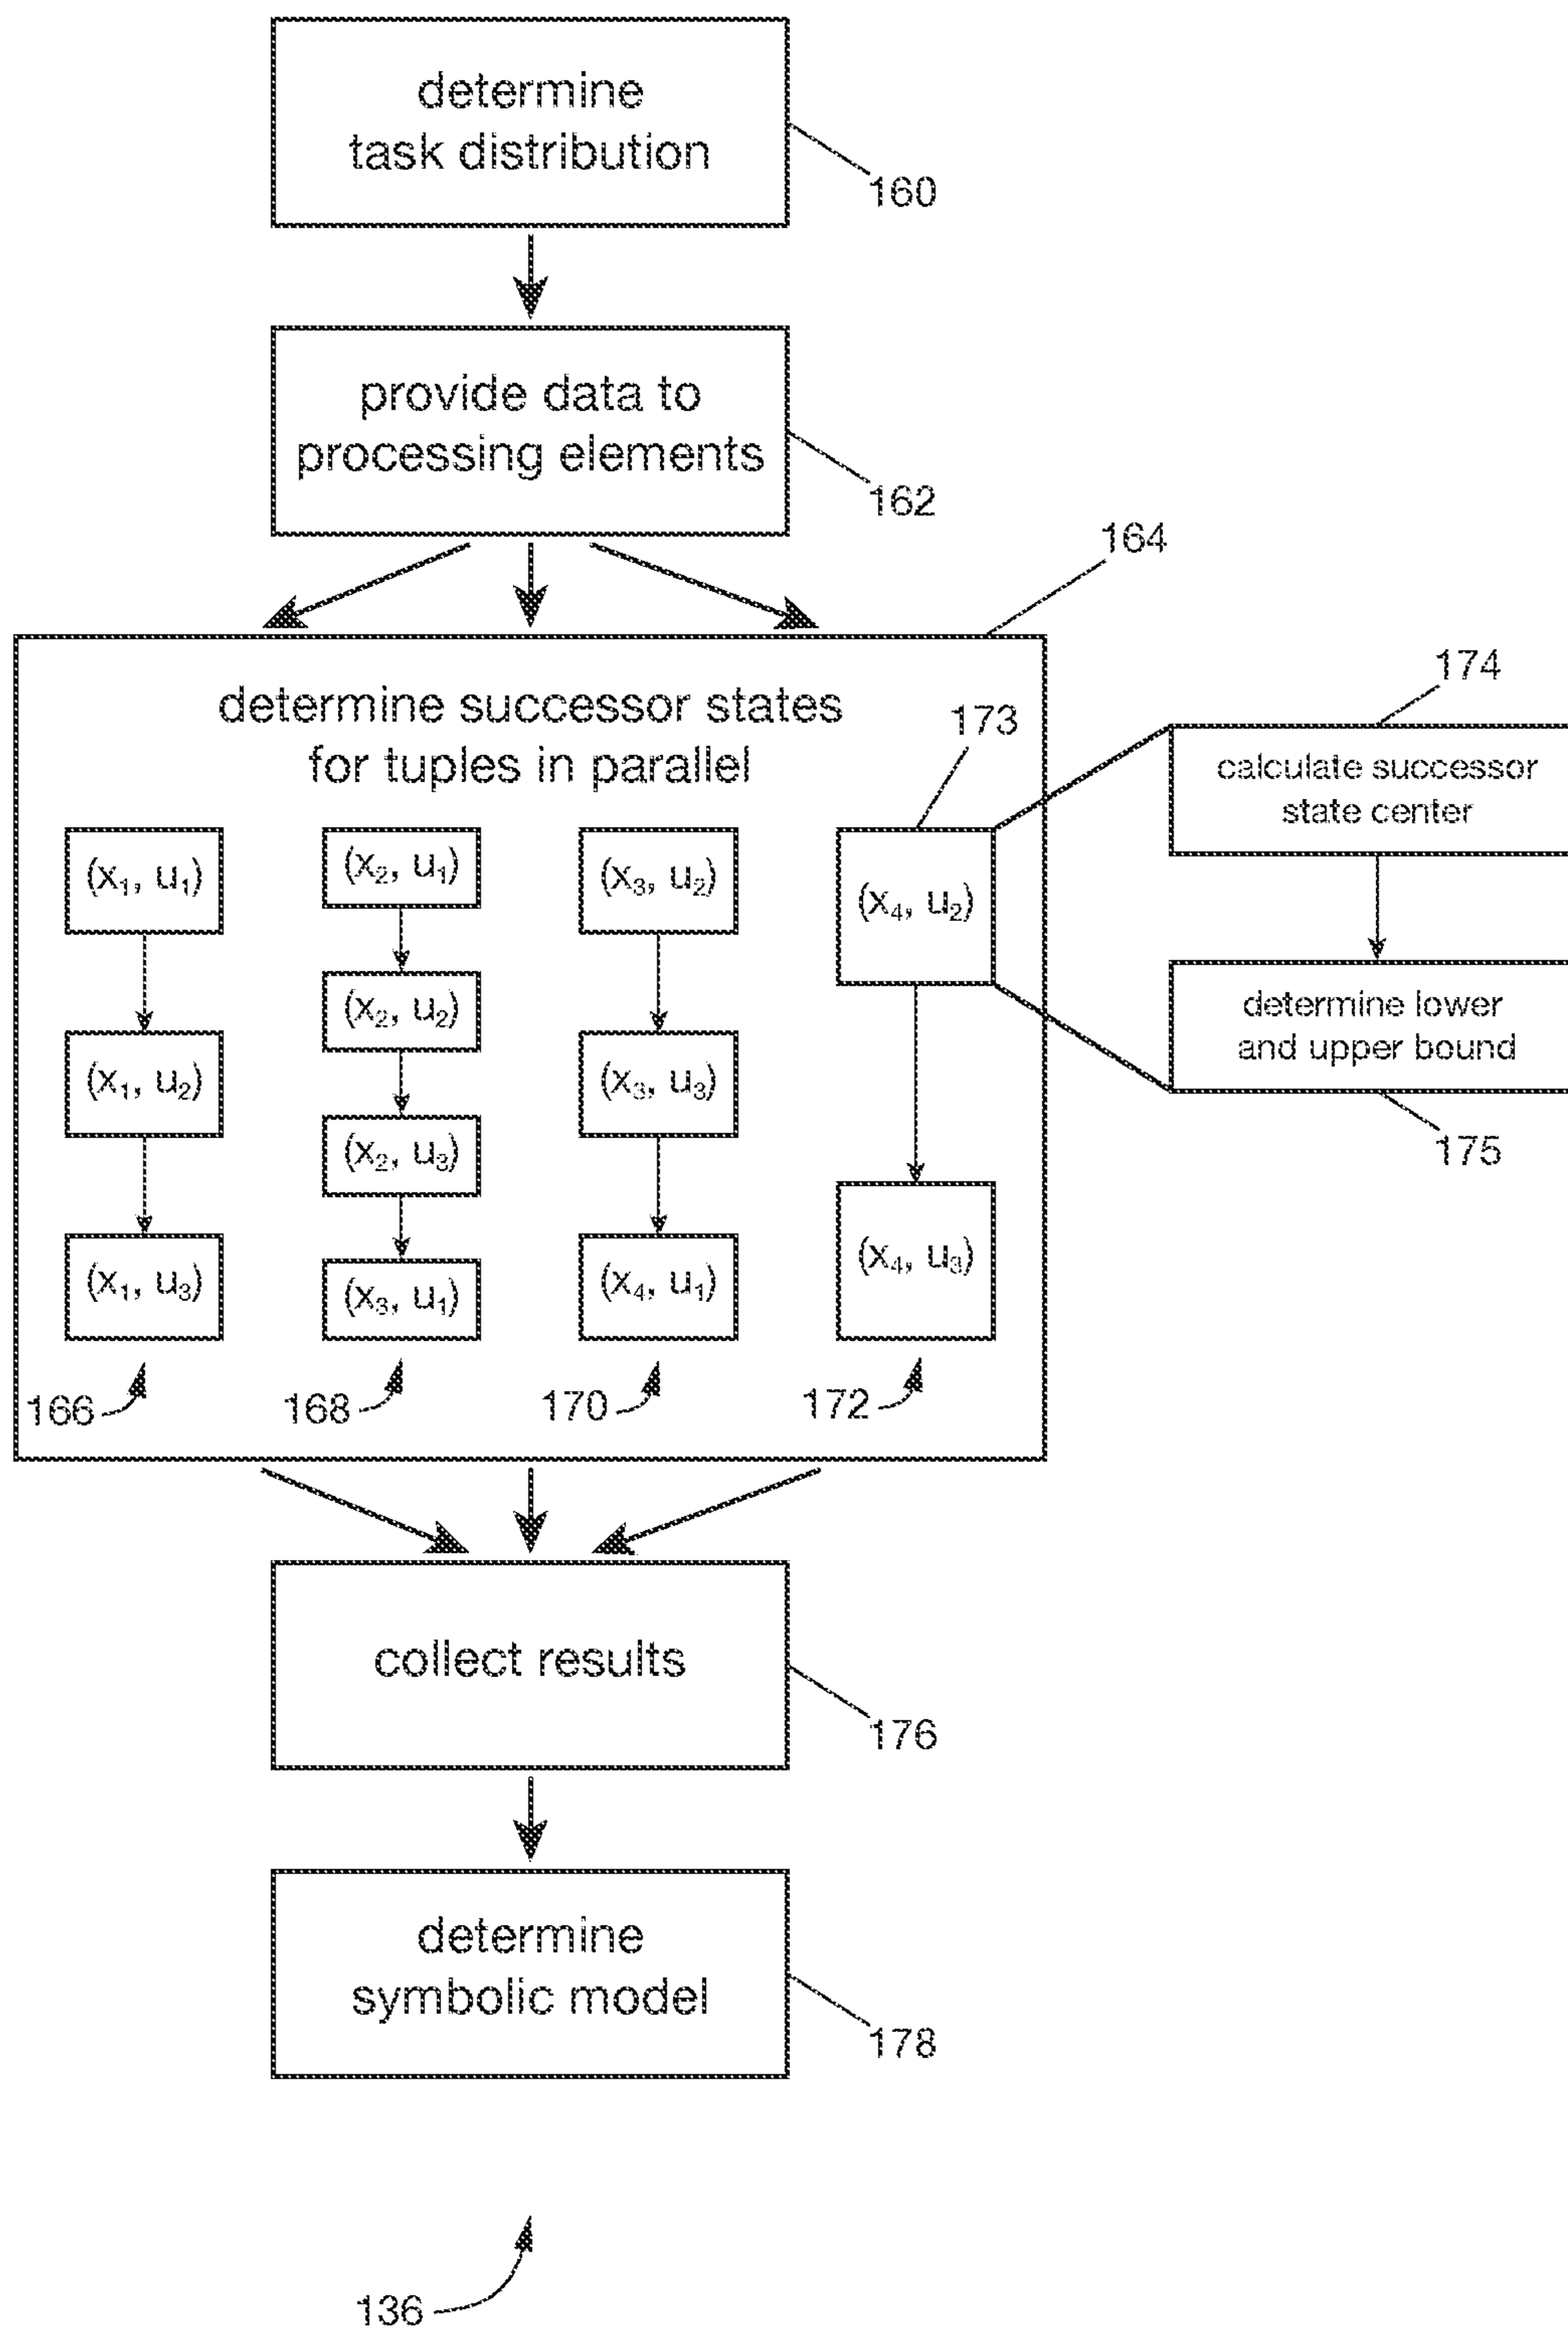 determine
task distribution
160
provide data to
processing elements
162
164
determine successor states
for tuples in parallel
173
174
calculate successor
state center
determine lower
and upper bound
175
(x₁, u₁)
(x₁, u₂)
(x₁, u₃)
166
(x₂, u₁)
(x₂, u₂)
(x₂, u₃)
(x₃, u₁)
168
(x₃, u₂)
(x₃, u₃)
(x₄, u₁)
170
(x₄, u₂)
(x₄, u₃)
172
collect results
176
determine
symbolic model
178
136